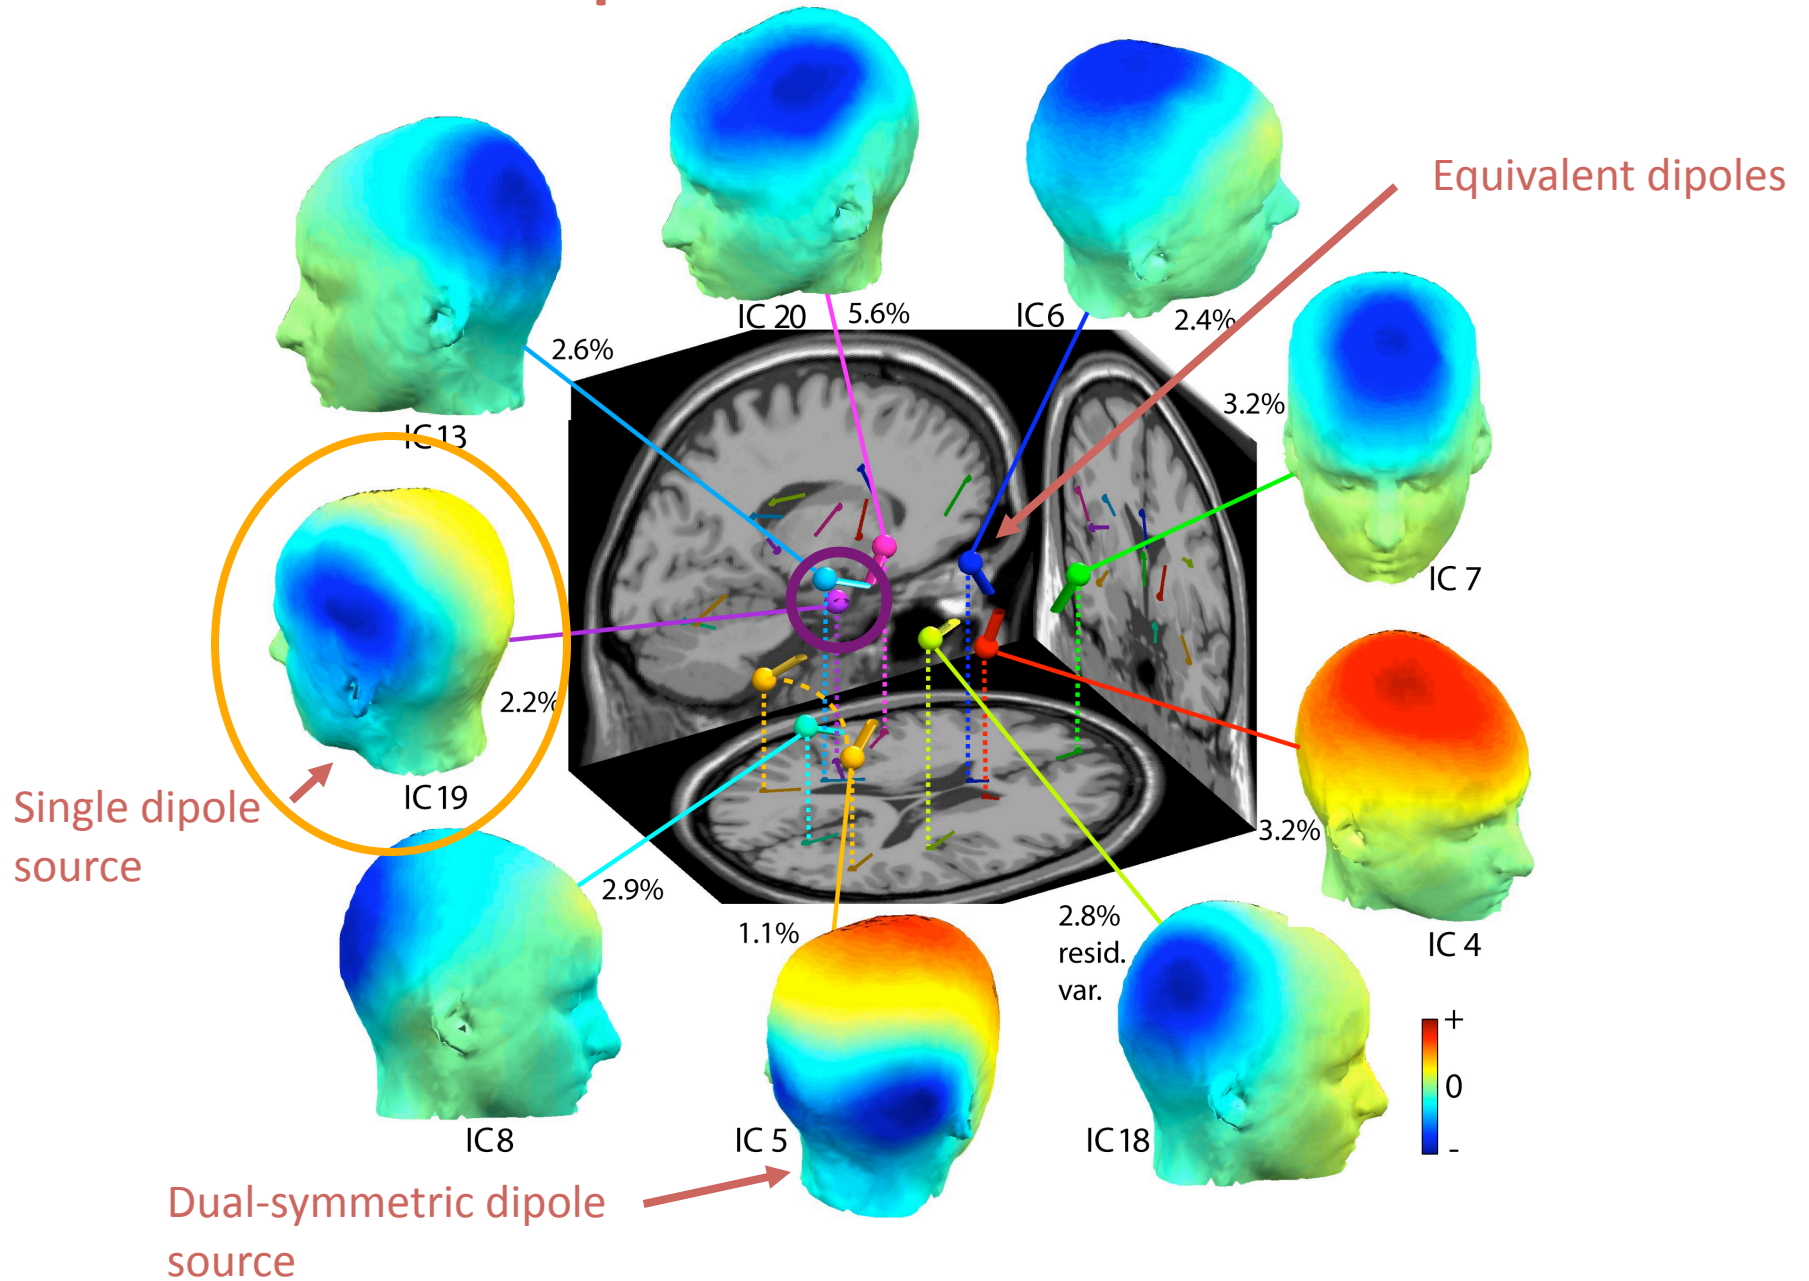 Equivalent dipoles
IC 20
5.6%
IC6
2.4%
2.6%
IC13
3.2%
IC 7
2.2%
IC19
Single dipole
source
3.2%
IC 4
2.9%
IC8
1.1%
IC 5
2.8%
resid.
var.
IC18
+
0
-
Dual-symmetric dipole
source